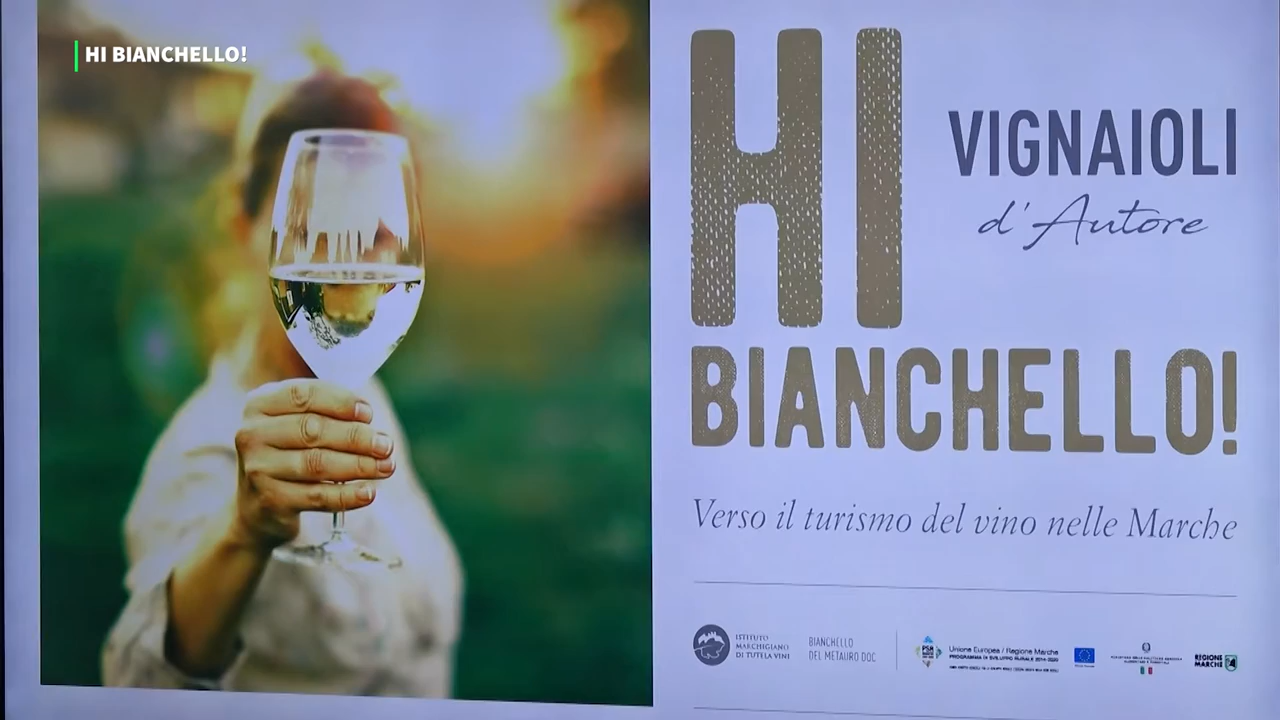 HI BIANCHELLO!
HI
VIGNAIOLI
d'Autore
BIANCHELLO!
Verso il turismo del vino nelle Marche
ISTITUTO
MARCHIGIANO
DI TUTELA VINI
BIANCHELLO
DEL METAURO DOC
PSR
Unione Europea / Regione Marche
PROGRAMMA DI SVILUPPO RURALE 2014-2020
REGIONE
MARCHE